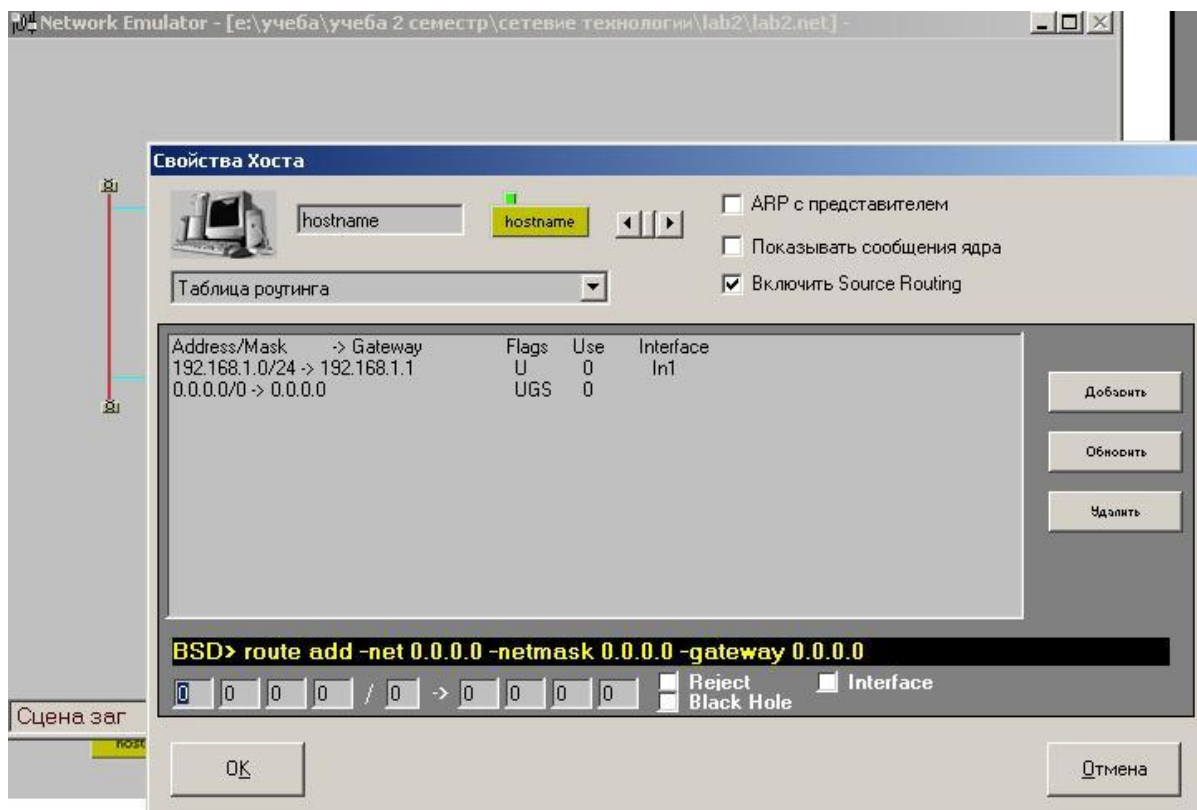 Network Emulator - [e:\учеба\учеба 2 семестр\сетевие технологии\lab2\lab2.net] -
Свойства Хоста
hostname
hostname
ARP с представителем
Показывать сообщения ядра
Включить Source Routing
Таблица роутинга
Address/Mask -> Gateway Flags Use Interface
192.168.1.0/24 -> 192.168.1.1 U 0 In1
0.0.0.0/0 -> 0.0.0.0 UGS 0
Добавить
Обновить
Удалить
BSD> route add -net 0.0.0.0 -netmask 0.0.0.0 -gateway 0.0.0.0
0 0 0 0 / 0 -> 0 0 0 0
Reject
Interface
Black Hole
Сцена заг
OK
Отмена